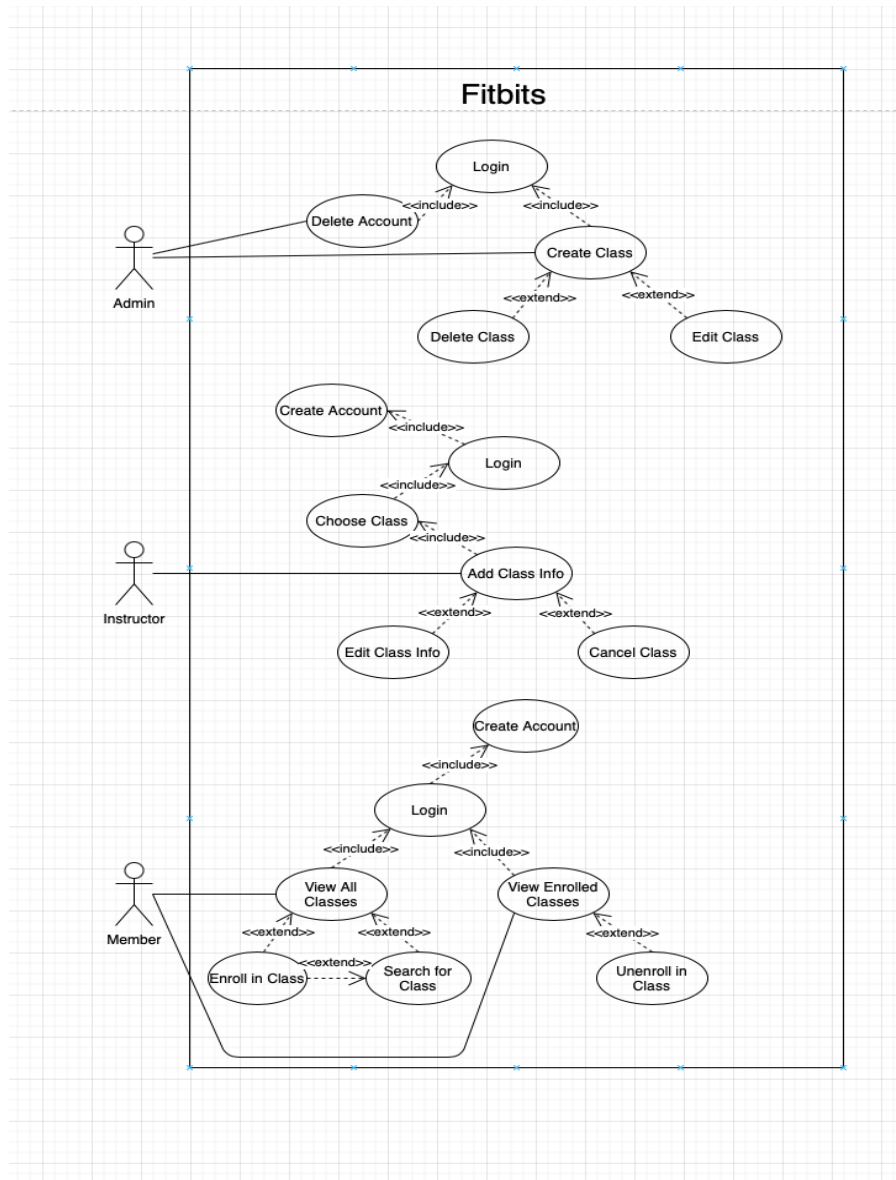 Fitbits
Login
<<include>>
<<include>>
Delete Account
Create Class
Admin
<<extend>>
<<extend>>
Delete Class
Edit Class
Create Account
<<include>>
Login
<<include>>
Choose Class
<<include>>
Add Class Info
Instructor
<<extend>>
<<extend>>
Edit Class Info
Cancel Class
Create Account
<<include>>
Login
<<include>>
<<include>>
View All
Classes
View Enrolled
Classes
Member
<<extend>>
<<extend>>
<<extend>>
<<extend>>
Enroll in Class
Search for
Class
Unenroll in
Class